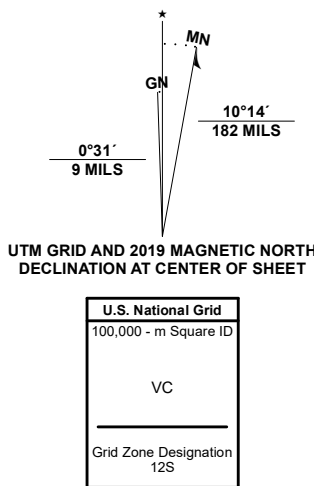 ★
MN
GN
10°14´
182 MILS
0°31´
9 MILS
UTM GRID AND 2019 MAGNETIC NORTH
DECLINATION AT CENTER OF SHEET
U.S. National Grid
100,000 - m Square ID
VC
Grid Zone Designation
12S